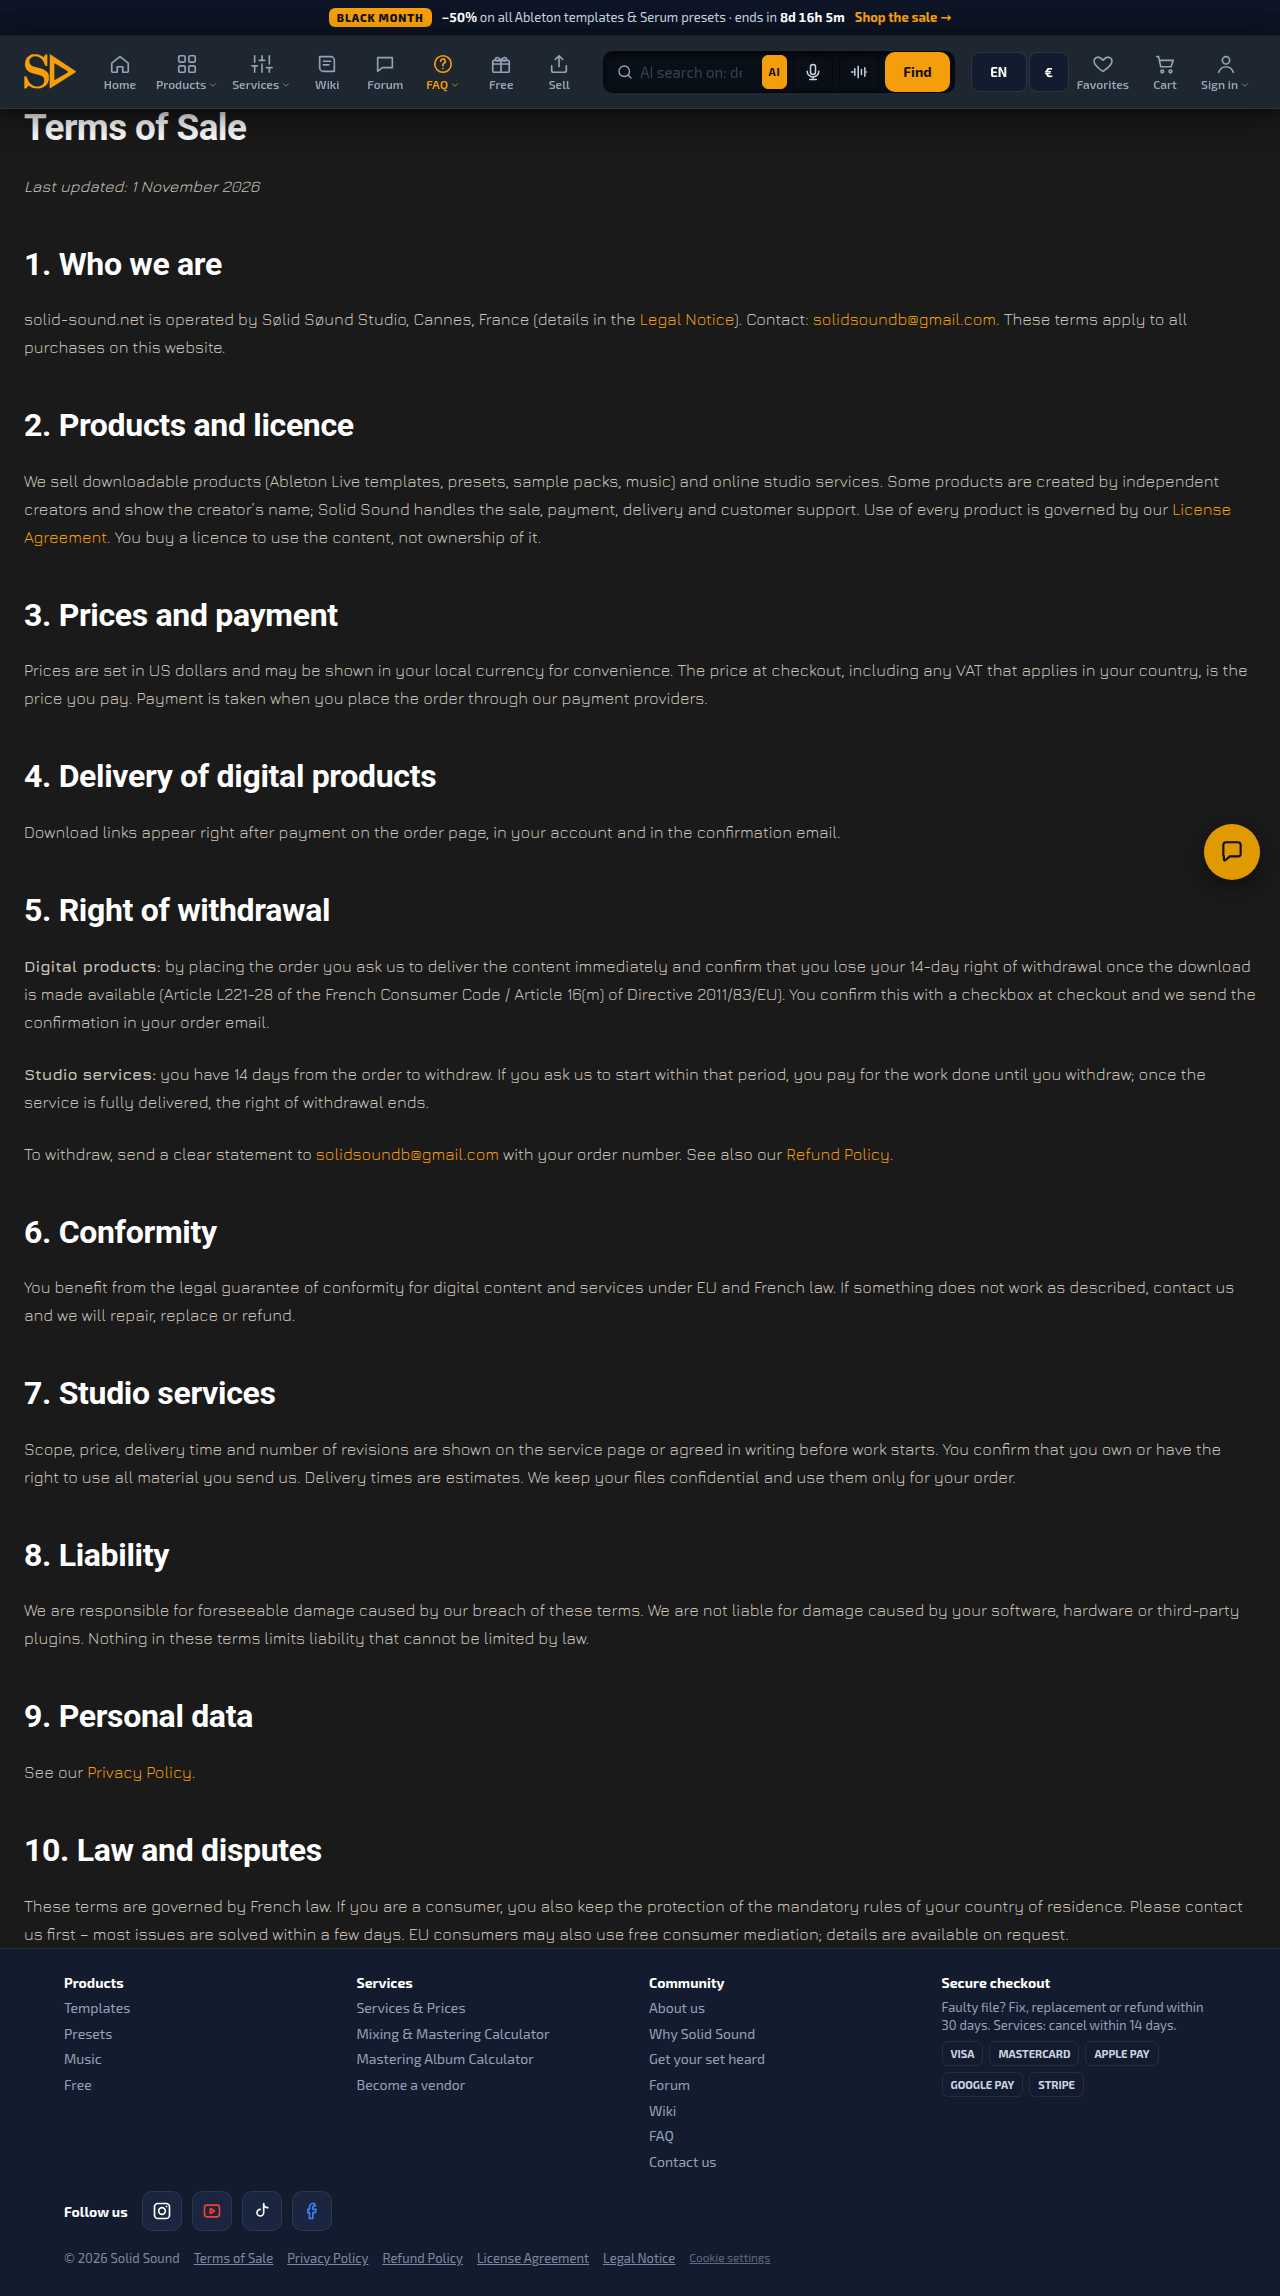 BLACK MONTH −50% on all Ableton templates & Serum presets · ends in 8d 16h 5m Shop the sale →
Home Products Services Wiki Forum FAQ Free Sell AI search on: dr AI Find EN € Favorites Cart Sign in
Terms of Sale
Last updated: 1 November 2026
1. Who we are
solid-sound.net is operated by Sølid Søund Studio, Cannes, France (details in the Legal Notice). Contact: solidsoundb@gmail.com. These terms apply to all
purchases on this website.
2. Products and licence
We sell downloadable products (Ableton Live templates, presets, sample packs, music) and online studio services. Some products are created by independent
creators and show the creator's name; Solid Sound handles the sale, payment, delivery and customer support. Use of every product is governed by our License
Agreement. You buy a licence to use the content, not ownership of it.
3. Prices and payment
Prices are set in US dollars and may be shown in your local currency for convenience. The price at checkout, including any VAT that applies in your country, is the
price you pay. Payment is taken when you place the order through our payment providers.
4. Delivery of digital products
Download links appear right after payment on the order page, in your account and in the confirmation email.
5. Right of withdrawal
Digital products: by placing the order you ask us to deliver the content immediately and confirm that you lose your 14-day right of withdrawal once the download
is made available (Article L221-28 of the French Consumer Code / Article 16(m) of Directive 2011/83/EU). You confirm this with a checkbox at checkout and we send the
confirmation in your order email.
Studio services: you have 14 days from the order to withdraw. If you ask us to start within that period, you pay for the work done until you withdraw; once the
service is fully delivered, the right of withdrawal ends.
To withdraw, send a clear statement to solidsoundb@gmail.com with your order number. See also our Refund Policy.
6. Conformity
You benefit from the legal guarantee of conformity for digital content and services under EU and French law. If something does not work as described, contact us
and we will repair, replace or refund.
7. Studio services
Scope, price, delivery time and number of revisions are shown on the service page or agreed in writing before work starts. You confirm that you own or have the
right to use all material you send us. Delivery times are estimates. We keep your files confidential and use them only for your order.
8. Liability
We are responsible for foreseeable damage caused by our breach of these terms. We are not liable for damage caused by your software, hardware or third-party
plugins. Nothing in these terms limits liability that cannot be limited by law.
9. Personal data
See our Privacy Policy.
10. Law and disputes
These terms are governed by French law. If you are a consumer, you also keep the protection of the mandatory rules of your country of residence. Please contact
us first – most issues are solved within a few days. EU consumers may also use free consumer mediation; details are available on request.
Products
Templates
Presets
Music
Free
Services
Services & Prices
Mixing & Mastering Calculator
Mastering Album Calculator
Become a vendor
Community
About us
Why Solid Sound
Get your set heard
Forum
Wiki
FAQ
Contact us
Secure checkout
Faulty file? Fix, replacement or refund within
30 days. Services: cancel within 14 days.
VISA MASTERCARD APPLE PAY
GOOGLE PAY STRIPE
Follow us
© 2026 Solid Sound Terms of Sale Privacy Policy Refund Policy License Agreement Legal Notice Cookie settings